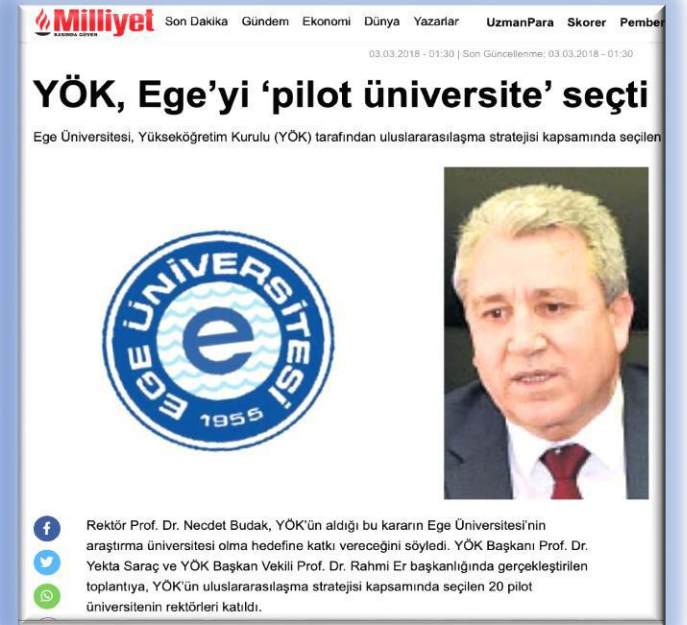 Milliyet
BASINDA GÜVEN
Son Dakika Gündem Ekonomi Dünya Yazarlar UzmanPara Skorer Pember
03.03.2018 - 01:30 | Son Güncellenme: 03.03.2018 - 01:30
YÖK, Ege’yi ‘pilot üniversite’ seçti
Ege Üniversitesi, Yükseköğretim Kurulu (YÖK) tarafından uluslararasılaşma stratejisi kapsamında seçilen
EGE ÜNİVERSİTESİ
e
1955
Rektör Prof. Dr. Necdet Budak, YÖK’ün aldığı bu kararın Ege Üniversitesi’nin
araştırma üniversitesi olma hedefine katkı vereceğini söyledi. YÖK Başkanı Prof. Dr.
Yekta Saraç ve YÖK Başkan Vekili Prof. Dr. Rahmi Er başkanlığında gerçekleştirilen
toplantıya, YÖK’ün uluslararasılaşma stratejisi kapsamında seçilen 20 pilot
üniversitenin rektörleri katıldı.